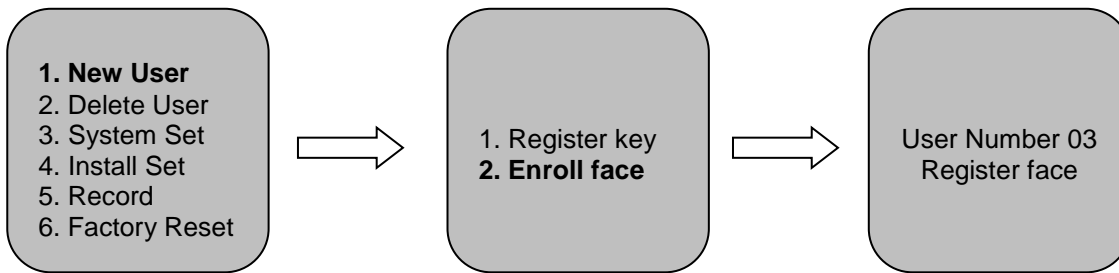 1. New User
2. Delete User
3. System Set
4. Install Set
5. Record
6. Factory Reset
1. Register key
2. Enroll face
User Number 03
Register face